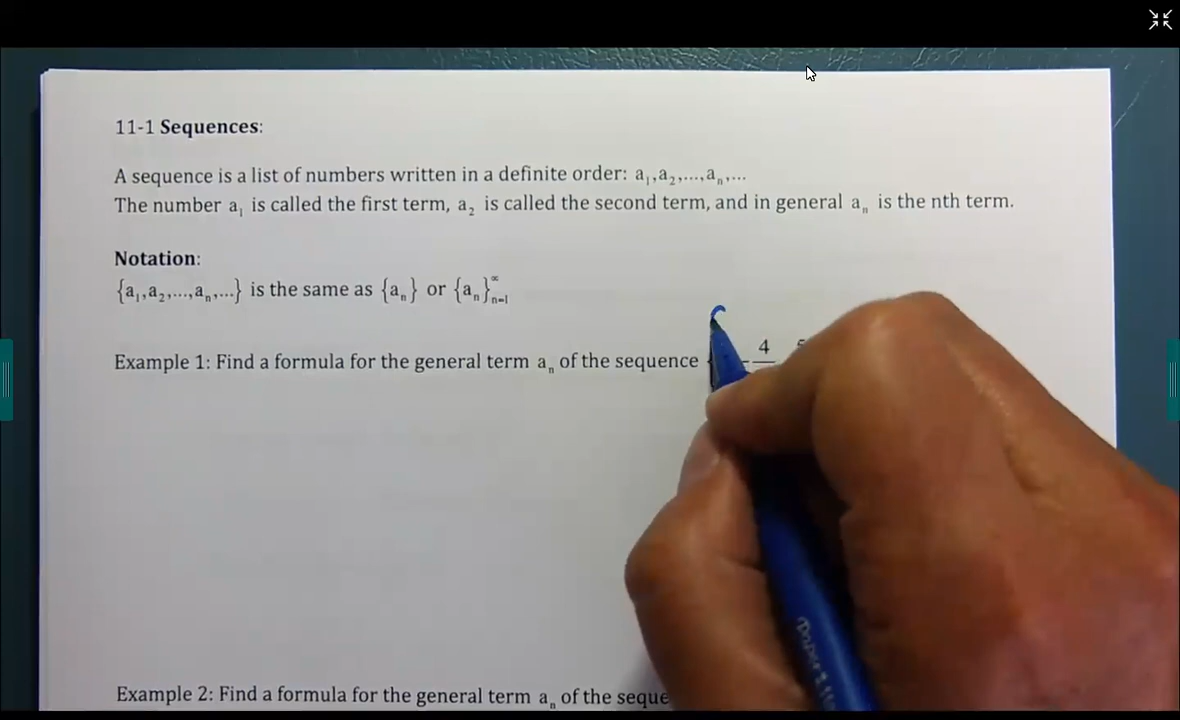 11-1 Sequences:
A sequence is a list of numbers written in a definite order: a₁,a₂,...,aₙ,...
The number a₁ is called the first term, a₂ is called the second term, and in general aₙ is the nth term.
Notation:
{a₁,a₂,...,aₙ,...} is the same as {aₙ} or {aₙ}ₙ₌₁^∞
Example 1: Find a formula for the general term aₙ of the sequence { 4
Example 2: Find a formula for the general term aₙ of the seque